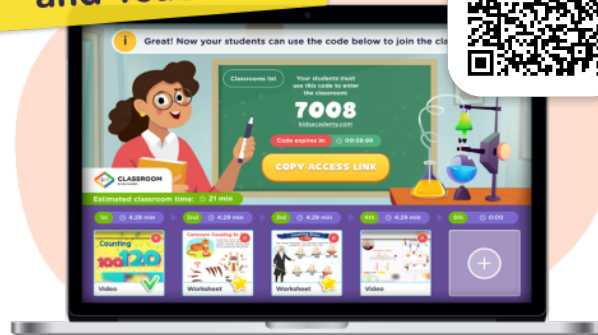 and
Great! Now your students can use the code below to join the cla
Classrooms list
Your students must
use this code to enter
the classroom:
7008
kidsacademy.com
Code expires in:
00:59:99
COPY ACCESS LINK
CLASSROOM
Estimated classroom time:
21 min
1st 4:29 min
2nd 4:29 min
3rd 4:29 min
4th 4:29 min
5th 0:00
Counting
100 120
Video
Worksheet
Worksheet
Video